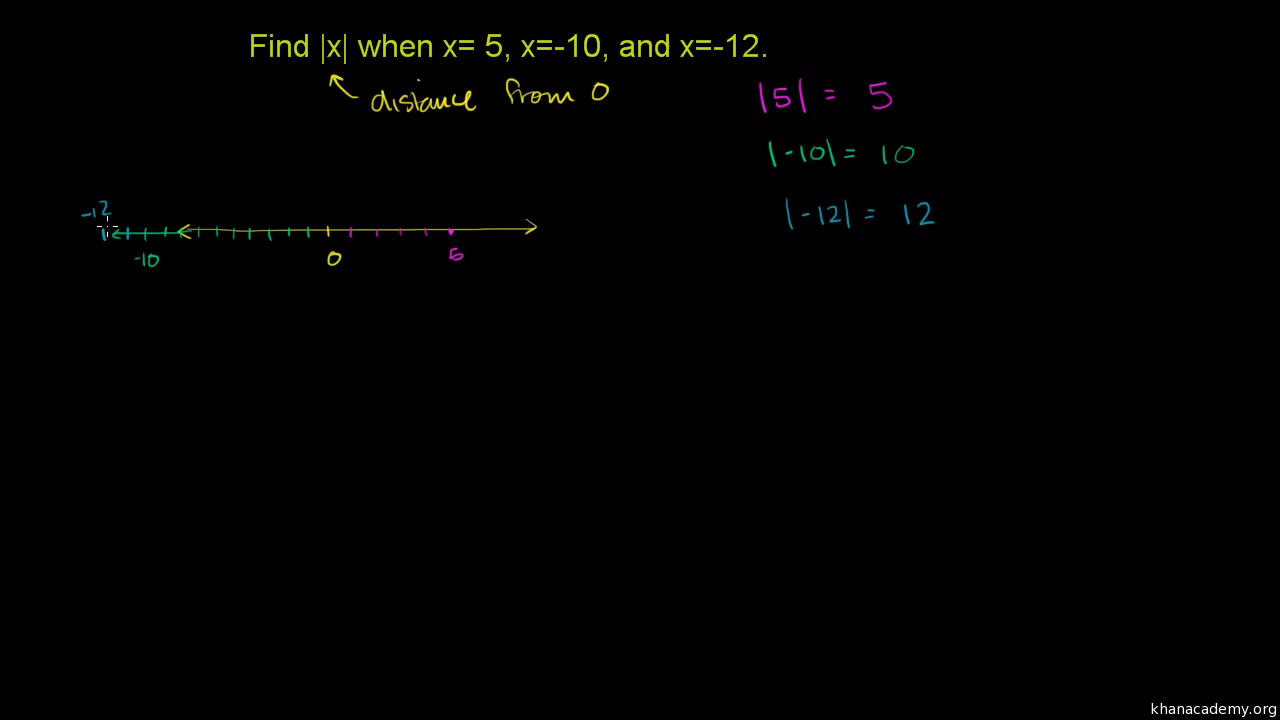 Find |x| when x= 5, x=-10, and x=-12.
distance from 0
|5| = 5
|-10| = 10
|-12| = 12
-12
-10 0 5
khanacademy.org